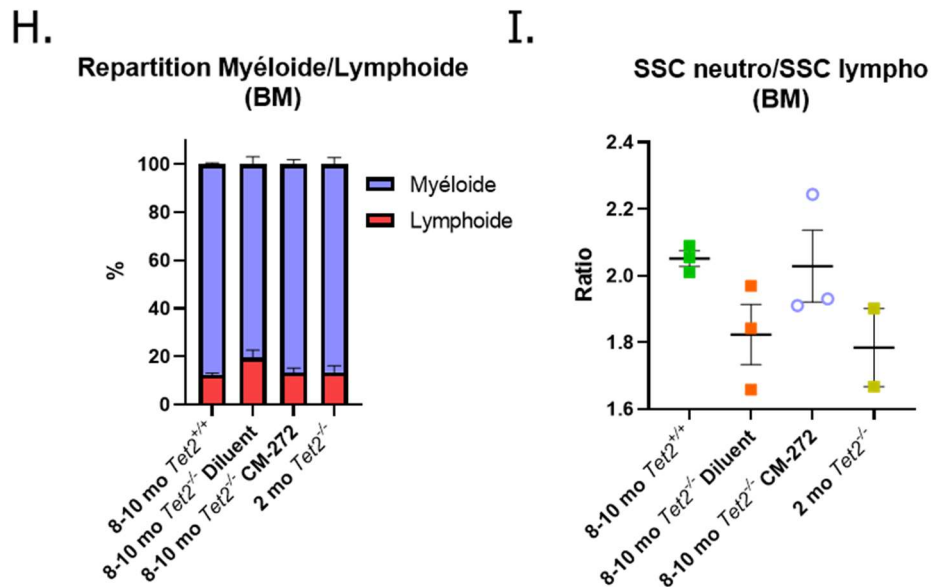 H.
Repartition Myéloide/Lymphoide
(BM)
%
100
80
60
40
20
0
Myéloide
Lymphoide
8-10 mo Tet2+/+
8-10 mo Tet2-/- Diluent
8-10 mo Tet2-/- CM-272
2 mo Tet2-/-
I.
SSC neutro/SSC lympho
(BM)
Ratio
2.4
2.2
2.0
1.8
1.6
8-10 mo Tet2+/+
8-10 mo Tet2-/- Diluent
8-10 mo Tet2-/- CM-272
2 mo Tet2-/-